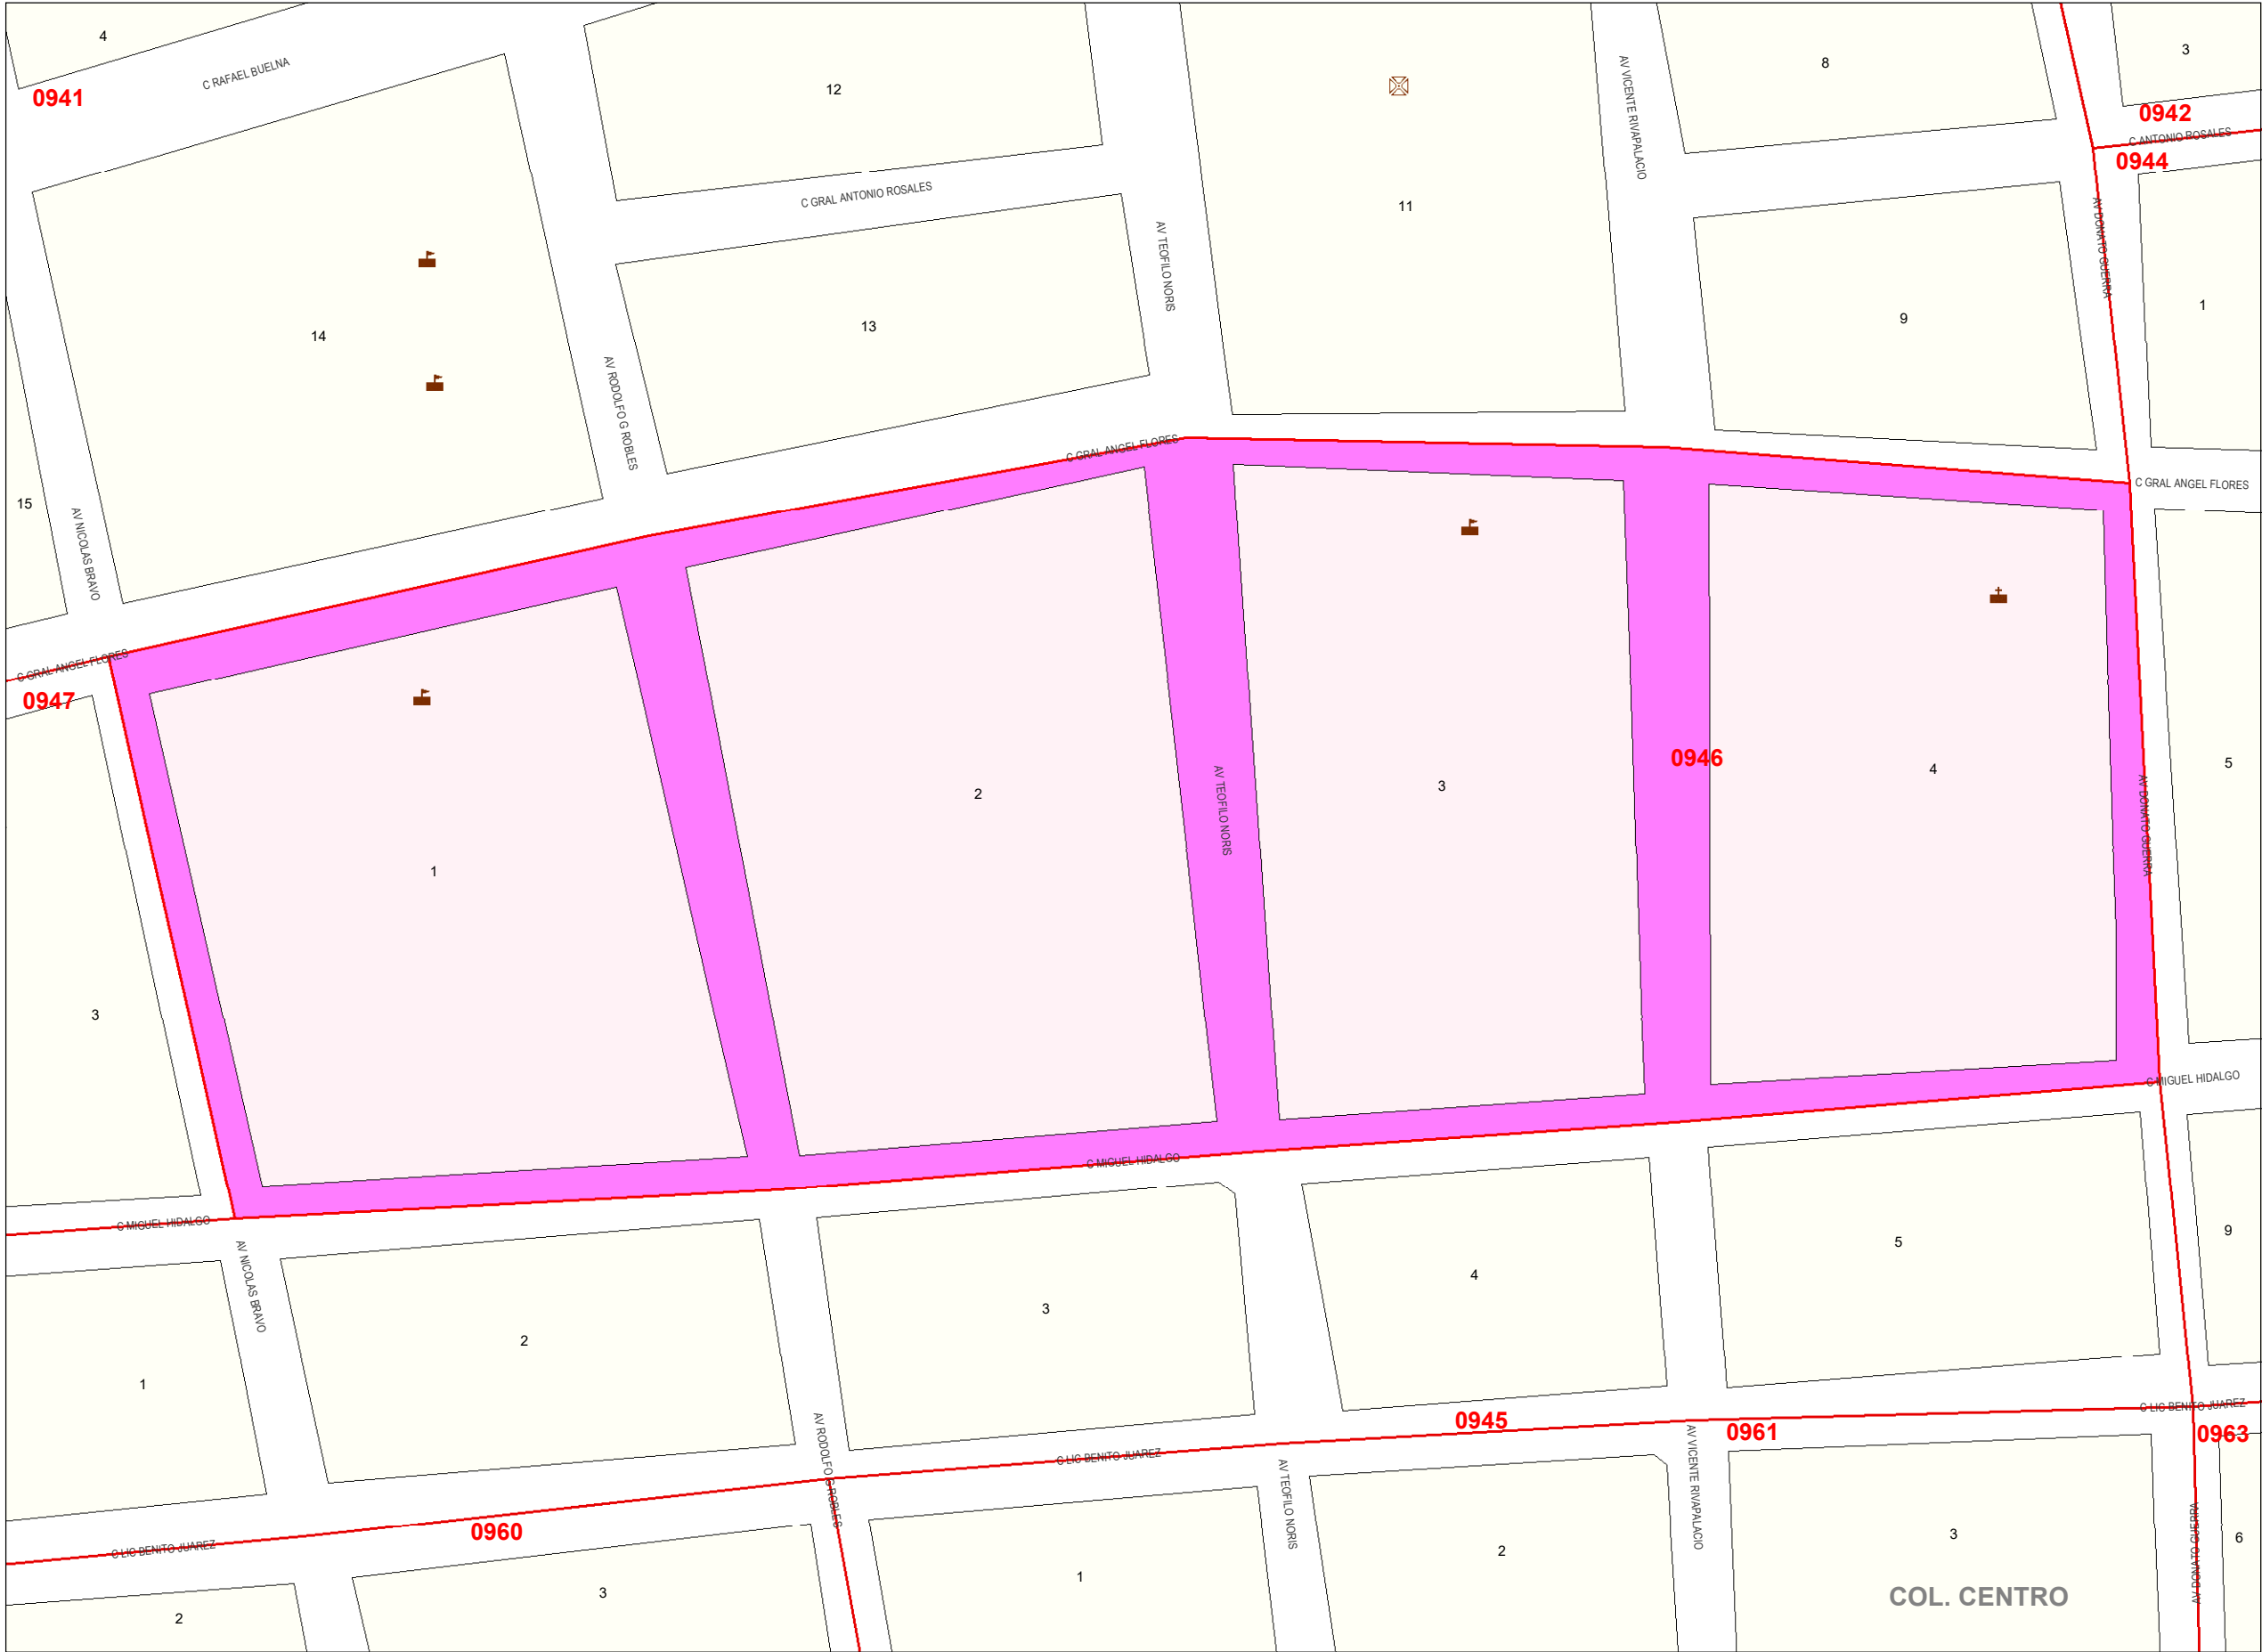 4
C RAFAEL BUELNA
0941
12
AV VICENTE RIVAPALACIO
8
3
0942
C ANTONIO ROSALES
0944
C GRAL ANTONIO ROSALES
11
AV TEOFILO NORIS
AV DONATO GUERRA
14
13
9
1
AV RODOLFO G ROBLES
C GRAL ANGEL FLORES
C GRAL ANGEL FLORES
15
AV NICOLAS BRAVO
C GRAL ANGEL FLORES
0947
0946
2
3
4
5
AV TEOFILO NORIS
AV DONATO GUERRA
1
3
C MIGUEL HIDALGO
C MIGUEL HIDALGO
C MIGUEL HIDALGO
AV NICOLAS BRAVO
5
9
4
3
2
1
C LIC BENITO JUAREZ
0945
0961
0963
AV RODOLFO G ROBLES
C LIC BENITO JUAREZ
AV TEOFILO NORIS
AV VICENTE RIVAPALACIO
0960
C LIC BENITO JUAREZ
AV DONATO GUERRA
3
6
2
1
3
2
COL. CENTRO